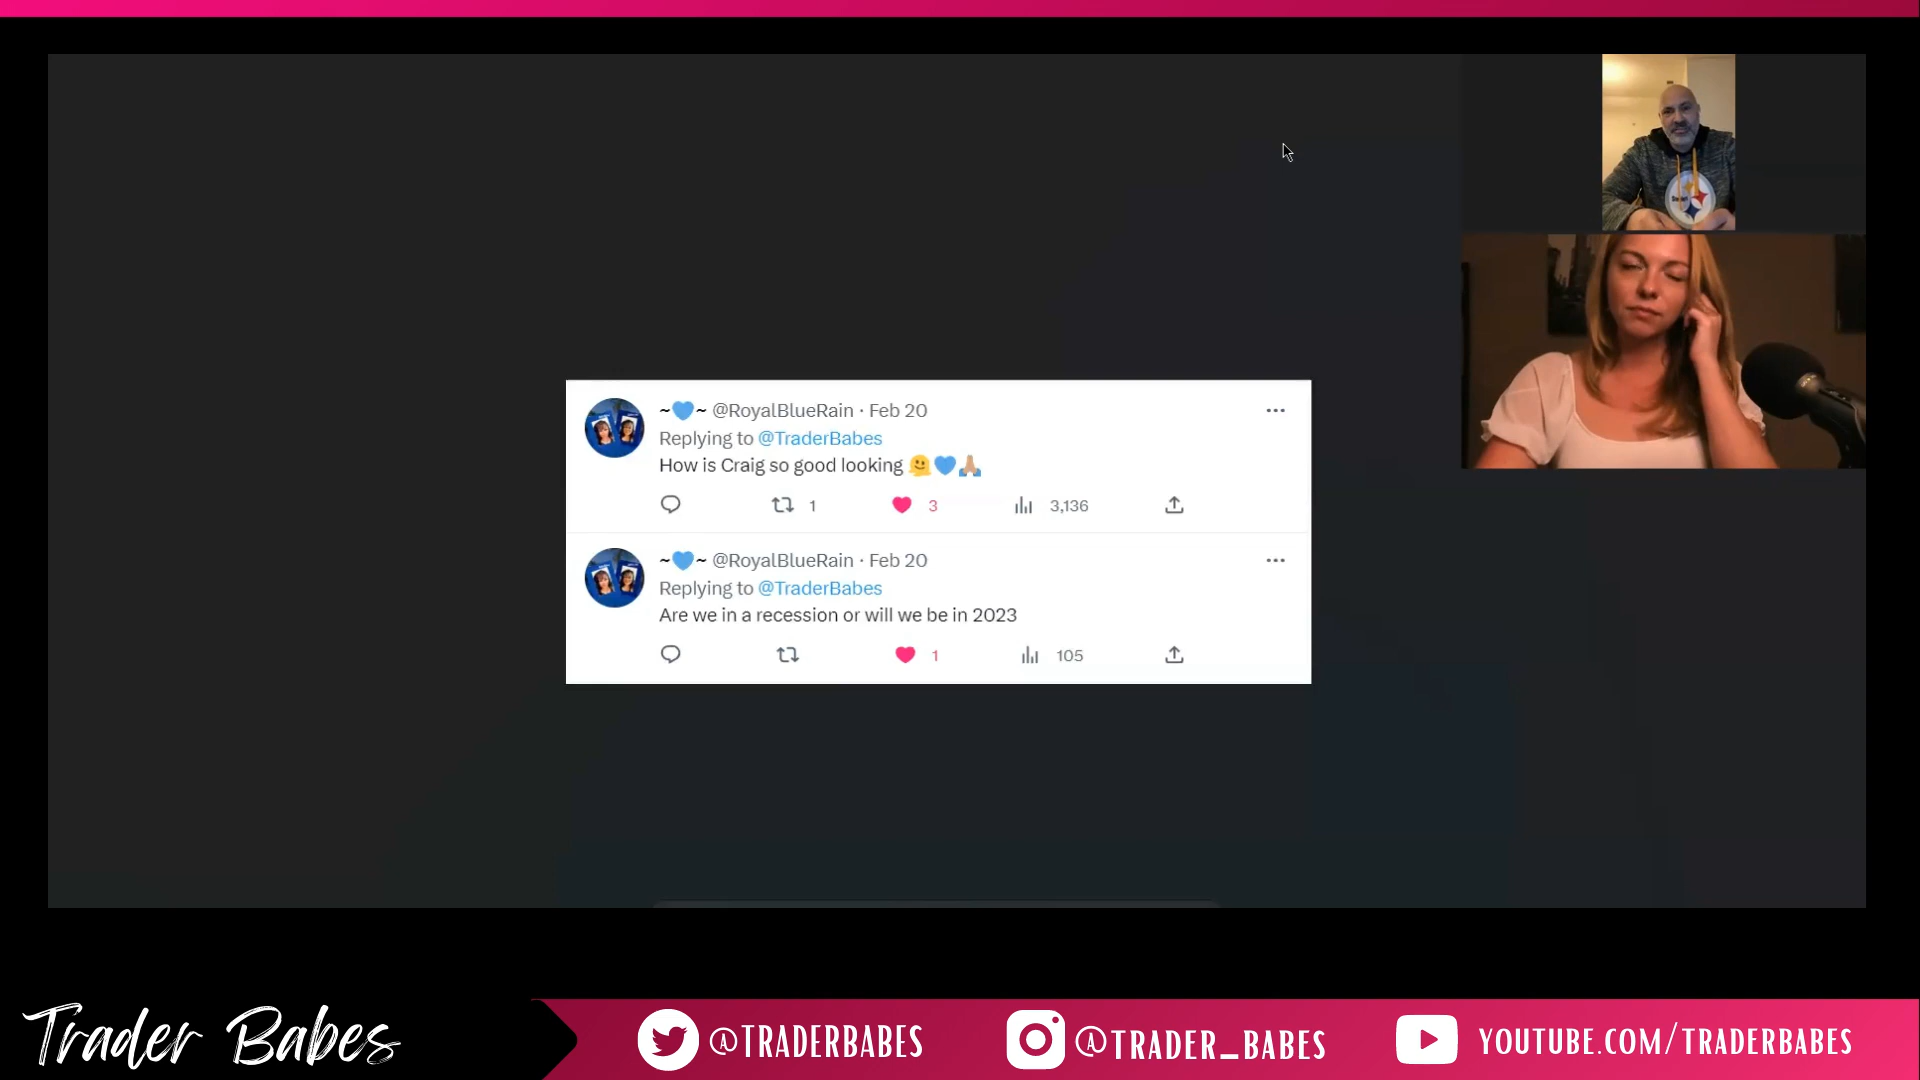 ~💙~ @RoyalBlueRain · Feb 20
Replying to @TraderBabes
How is Craig so good looking 🫠💙🙏🏼
1 3 3,136
~💙~ @RoyalBlueRain · Feb 20
Replying to @TraderBabes
Are we in a recession or will we be in 2023
1 105
Trader Babes
@TRADERBABES
@TRADER_BABES
YOUTUBE.COM/TRADERBABES